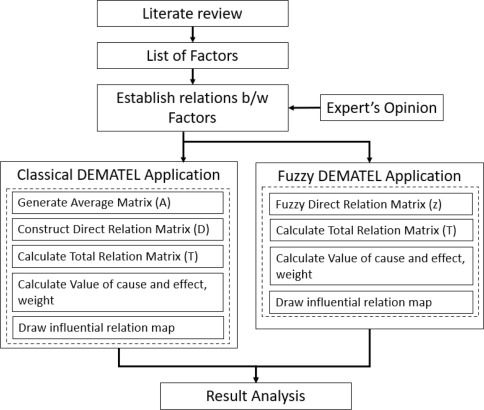 Literate review
List of Factors
Establish relations b/w
Factors
Expert's Opinion
Classical DEMATEL Application
Generate Average Matrix (A)
Construct Direct Relation Matrix (D)
Calculate Total Relation Matrix (T)
Calculate Value of cause and effect,
weight
Draw influential relation map
Fuzzy DEMATEL Application
Fuzzy Direct Relation Matrix (z)
Calculate Total Relation Matrix (T)
Calculate Value of cause and effect,
weight
Draw influential relation map
Result Analysis